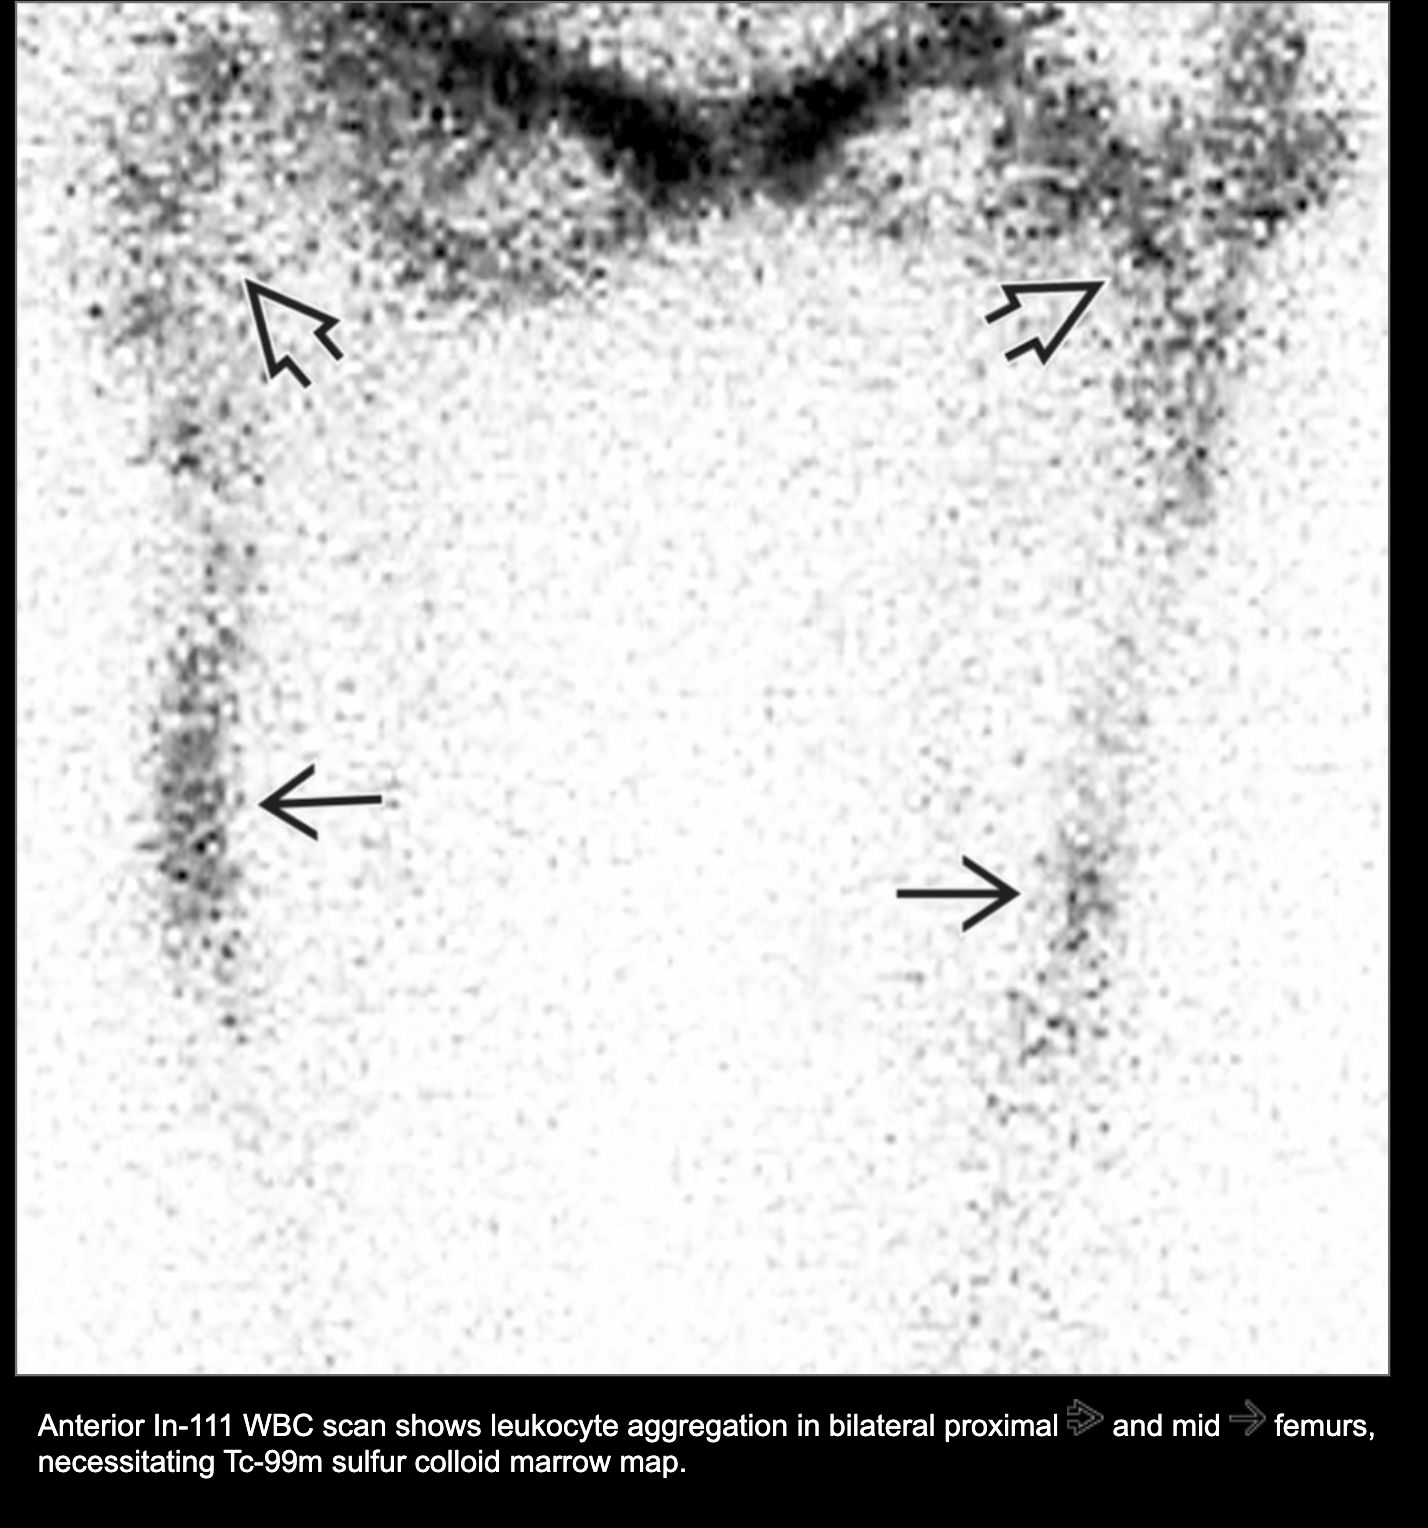 Anterior In-111 WBC scan shows leukocyte aggregation in bilateral proximal and mid femurs,
necessitating Tc-99m sulfur colloid marrow map.